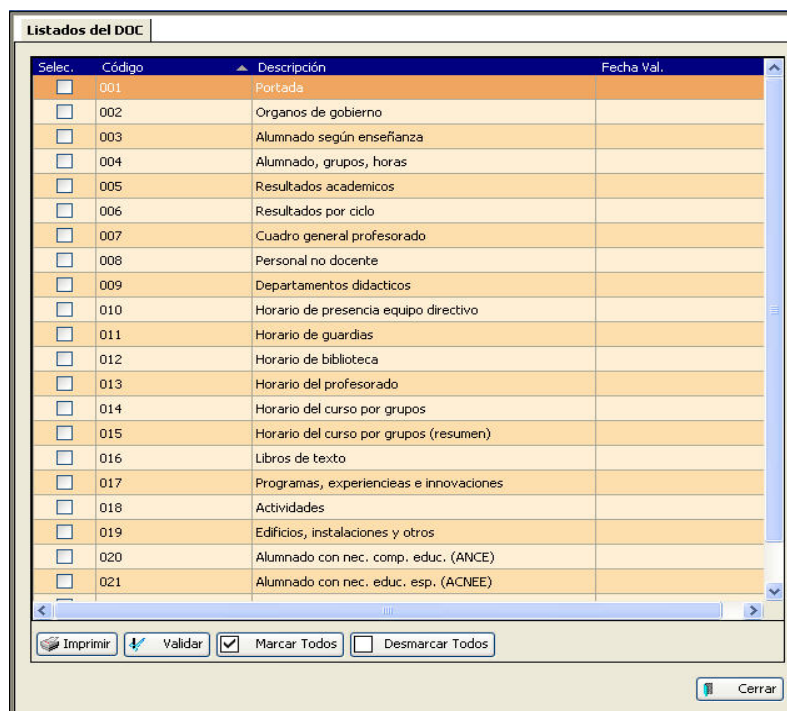 Listados del DOC
Selec. Código Descripción Fecha Val.
001 Portada
002 Organos de gobierno
003 Alumnado según enseñanza
004 Alumnado, grupos, horas
005 Resultados academicos
006 Resultados por ciclo
007 Cuadro general profesorado
008 Personal no docente
009 Departamentos didacticos
010 Horario de presencia equipo directivo
011 Horario de guardias
012 Horario de biblioteca
013 Horario del profesorado
014 Horario del curso por grupos
015 Horario del curso por grupos (resumen)
016 Libros de texto
017 Programas, experiencieas e innovaciones
018 Actividades
019 Edificios, instalaciones y otros
020 Alumnado con nec. comp. educ. (ANCE)
021 Alumnado con nec. educ. esp. (ACNEE)
Imprimir Validar Marcar Todos Desmarcar Todos
Cerrar